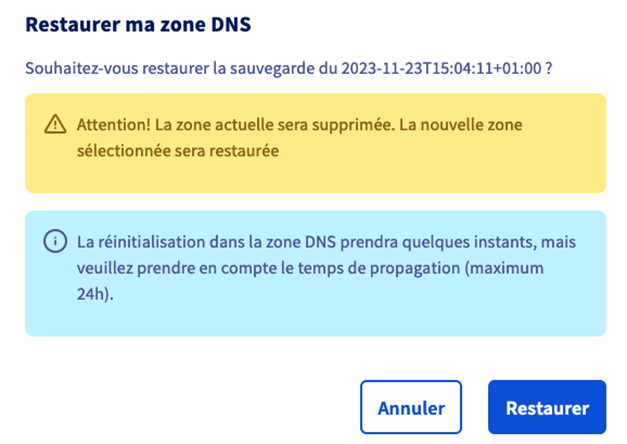 Restaurer ma zone DNS
Souhaitez-vous restaurer la sauvegarde du 2023-11-23T15:04:11+01:00 ?
Attention! La zone actuelle sera supprimée. La nouvelle zone
sélectionnée sera restaurée
La réinitialisation dans la zone DNS prendra quelques instants, mais
veuillez prendre en compte le temps de propagation (maximum
24h).
Annuler
Restaurer